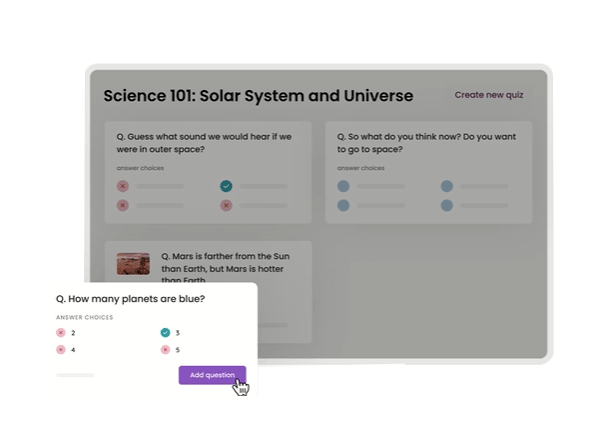 Science 101: Solar System and Universe
Create new quiz
Q. Guess what sound we would hear if we
were in outer space?
answer choices
Q. So what do you think now? Do you want
to go to space?
answer choices
Q. Mars is farther from the Sun
than Earth, but Mars is hotter
than Earth
Q. How many planets are blue?
ANSWER CHOICES
2
3
4
5
Add question